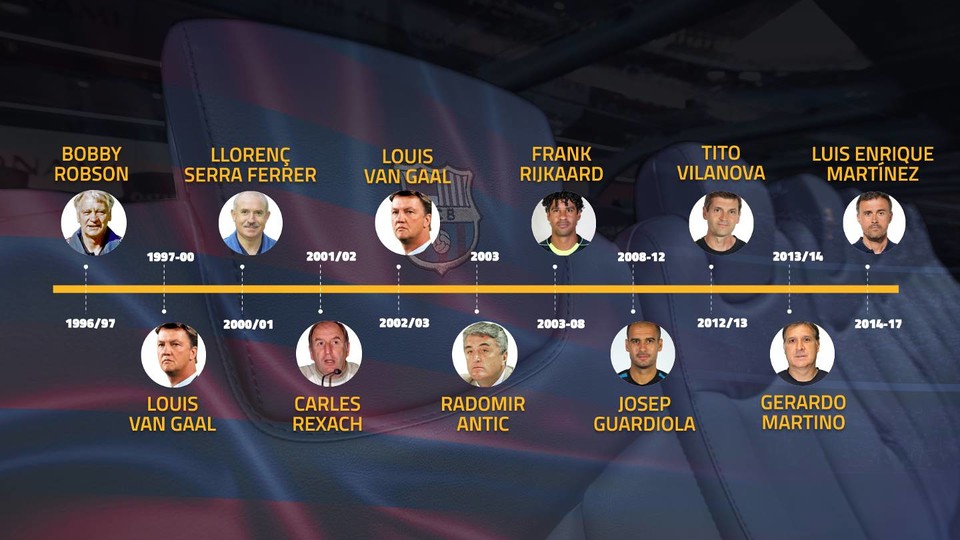 BOBBY
ROBSON
LLORENÇ
SERRA FERRER
LOUIS
VAN GAAL
FRANK
RIJKAARD
TITO
VILANOVA
LUIS ENRIQUE
MARTÍNEZ
1997-00
2001/02
2003
2008-12
2013/14
1996/97
2000/01
2002/03
2003-08
2012/13
2014-17
LOUIS
VAN GAAL
CARLES
REXACH
RADOMIR
ANTIC
JOSEP
GUARDIOLA
GERARDO
MARTINO